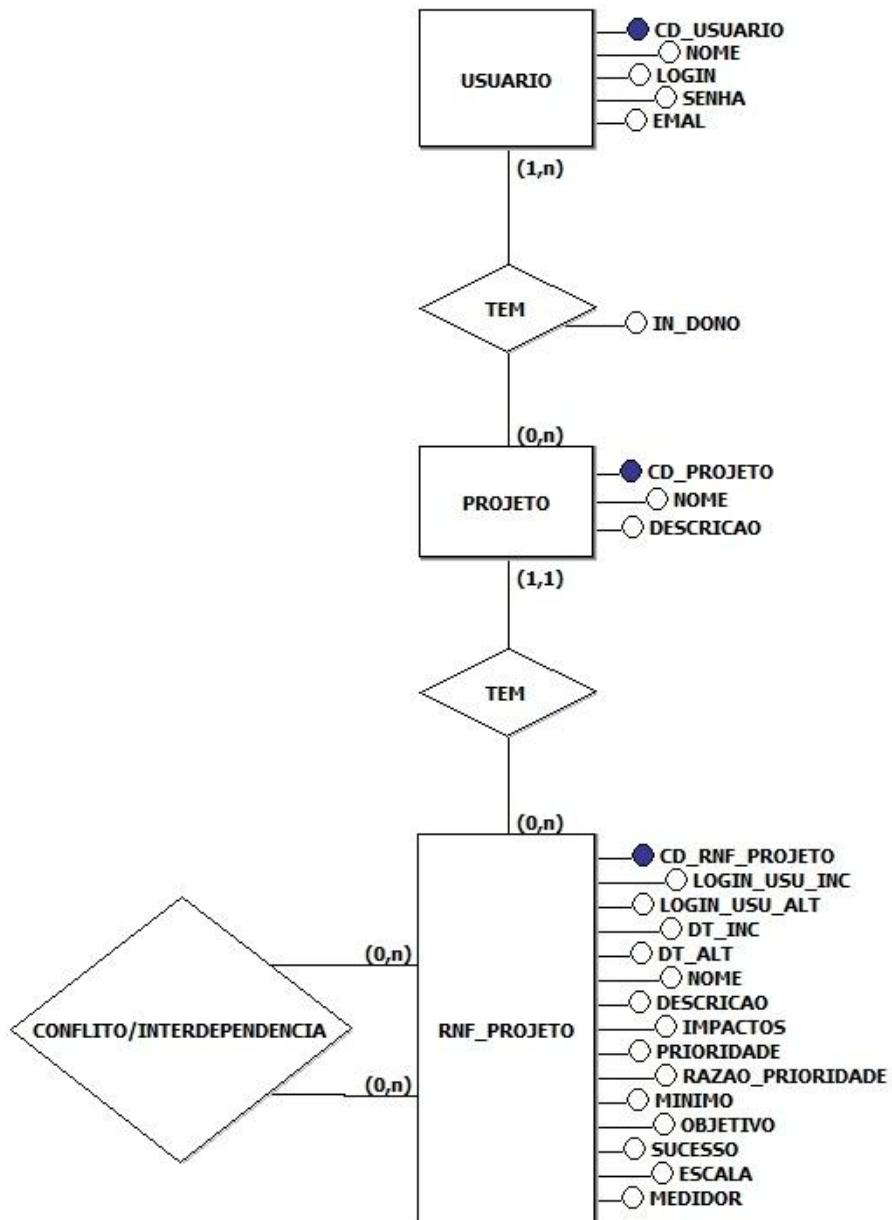 USUARIO
CD_USUARIO
NOME
LOGIN
SENHA
EMAL
(1,n)
TEM
IN_DONO
(0,n)
PROJETO
CD_PROJETO
NOME
DESCRICAO
(1,1)
TEM
(0,n)
RNF_PROJETO
CD_RNF_PROJETO
LOGIN_USU_INC
LOGIN_USU_ALT
DT_INC
DT_ALT
NOME
DESCRICAO
IMPACTOS
PRIORIDADE
RAZAO_PRIORIDADE
MINIMO
OBJETIVO
SUCESSO
ESCALA
MEDIDOR
(0,n)
CONFLITO/INTERDEPENDENCIA
(0,n)